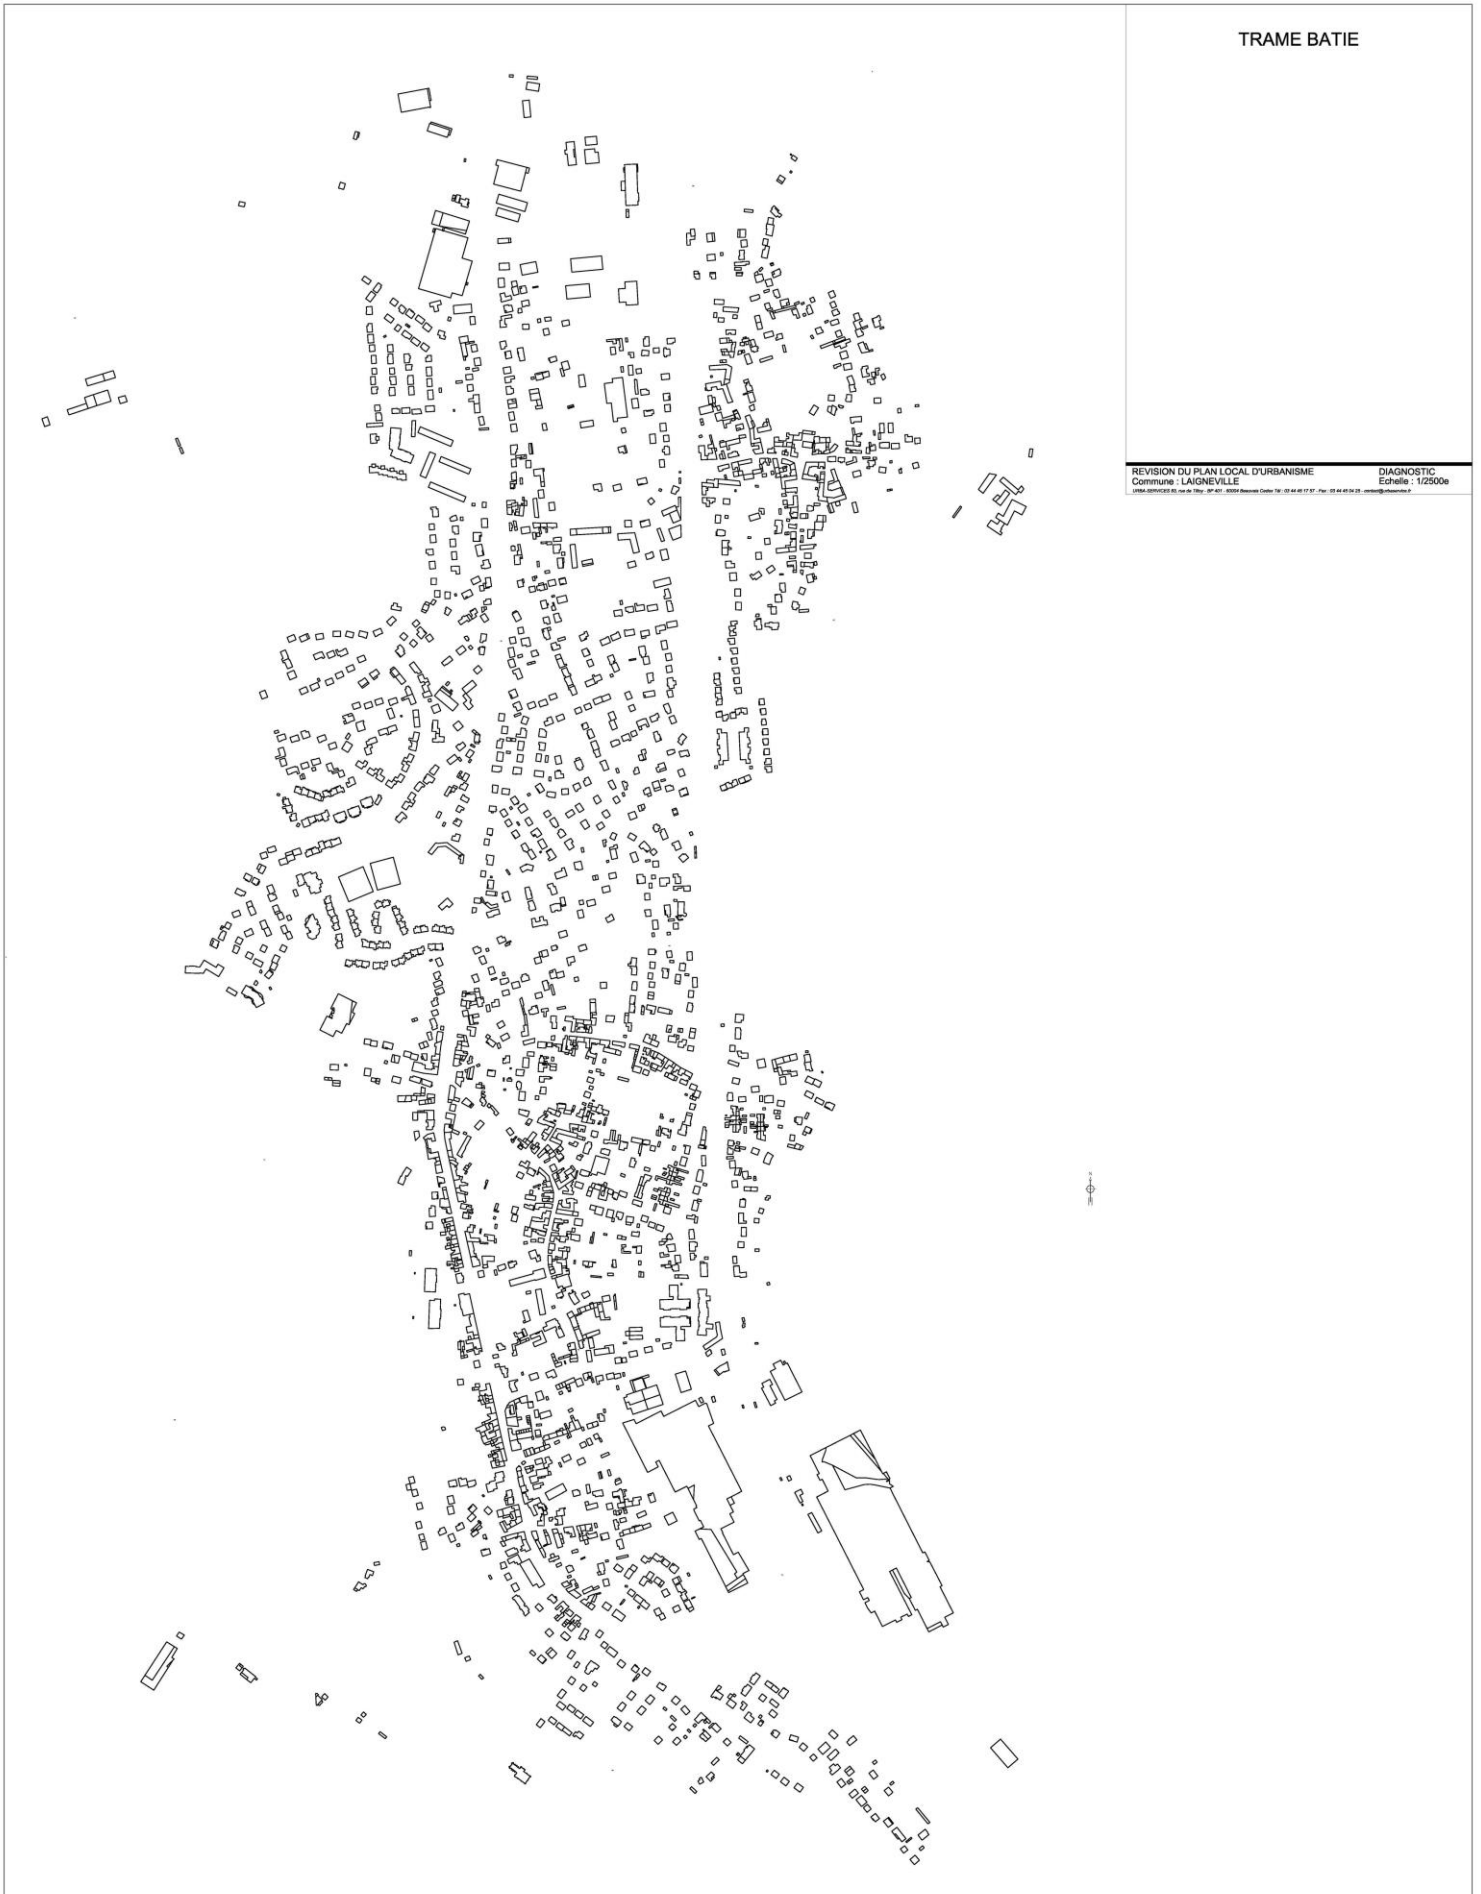 TRAME BATIE
REVISION DU PLAN LOCAL D'URBANISME
DIAGNOSTIC
Commune : LAIGNEVILLE
Echelle : 1/2500e